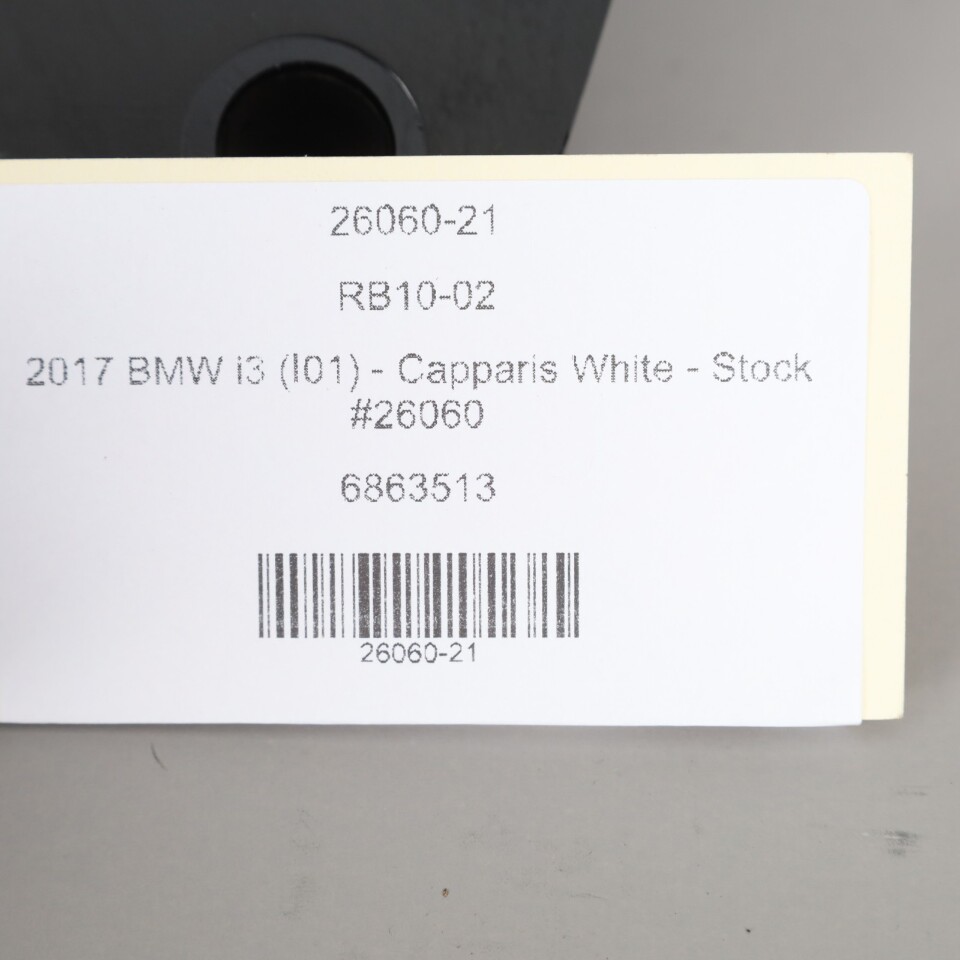 26060-21
RB10-02
2017 BMW i3 (I01) - Capparis White - Stock
#26060
6863513
26060-21